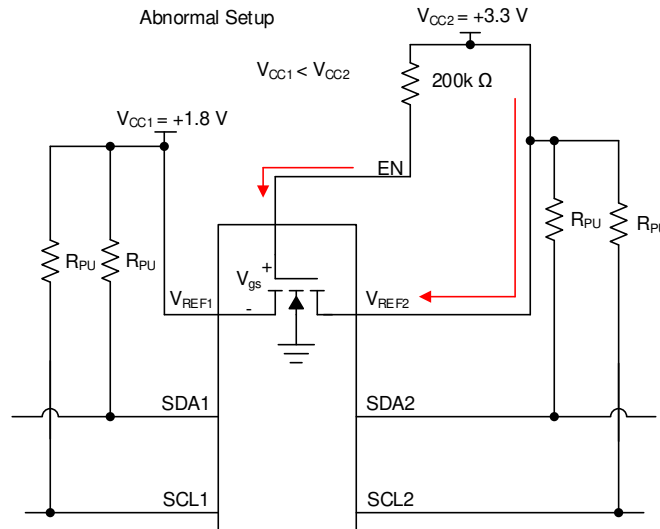 Abnormal Setup
VCC2 = +3.3 V
VCC1 < VCC2
200k Ω
VCC1 = +1.8 V
EN
RPU
RPU
RPU
Vgs
+
-
VREF1
VREF2
SDA1
SDA2
SCL1
SCL2